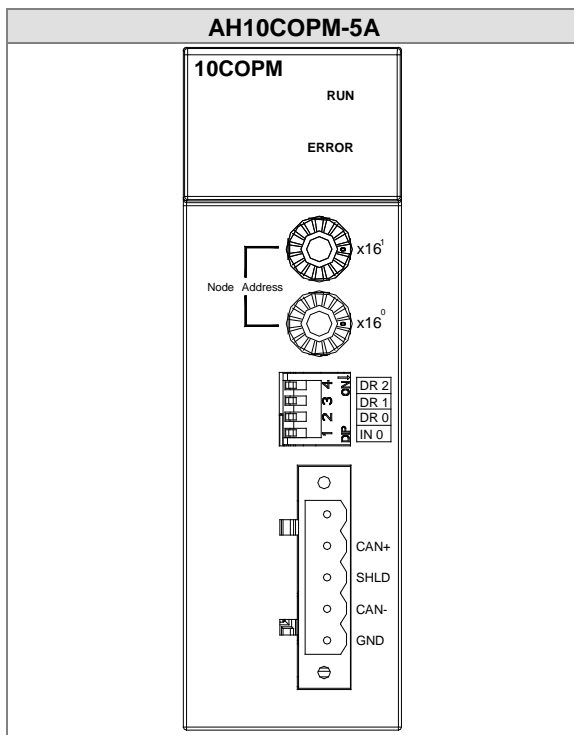 AH10COPM-5A
10COPM
RUN
ERROR
x16¹
Node Address
x16⁰
DR 2
DR 1
DR 0
IN 0
4
3
2
1
ON
DIP
CAN+
SHLD
CAN-
GND